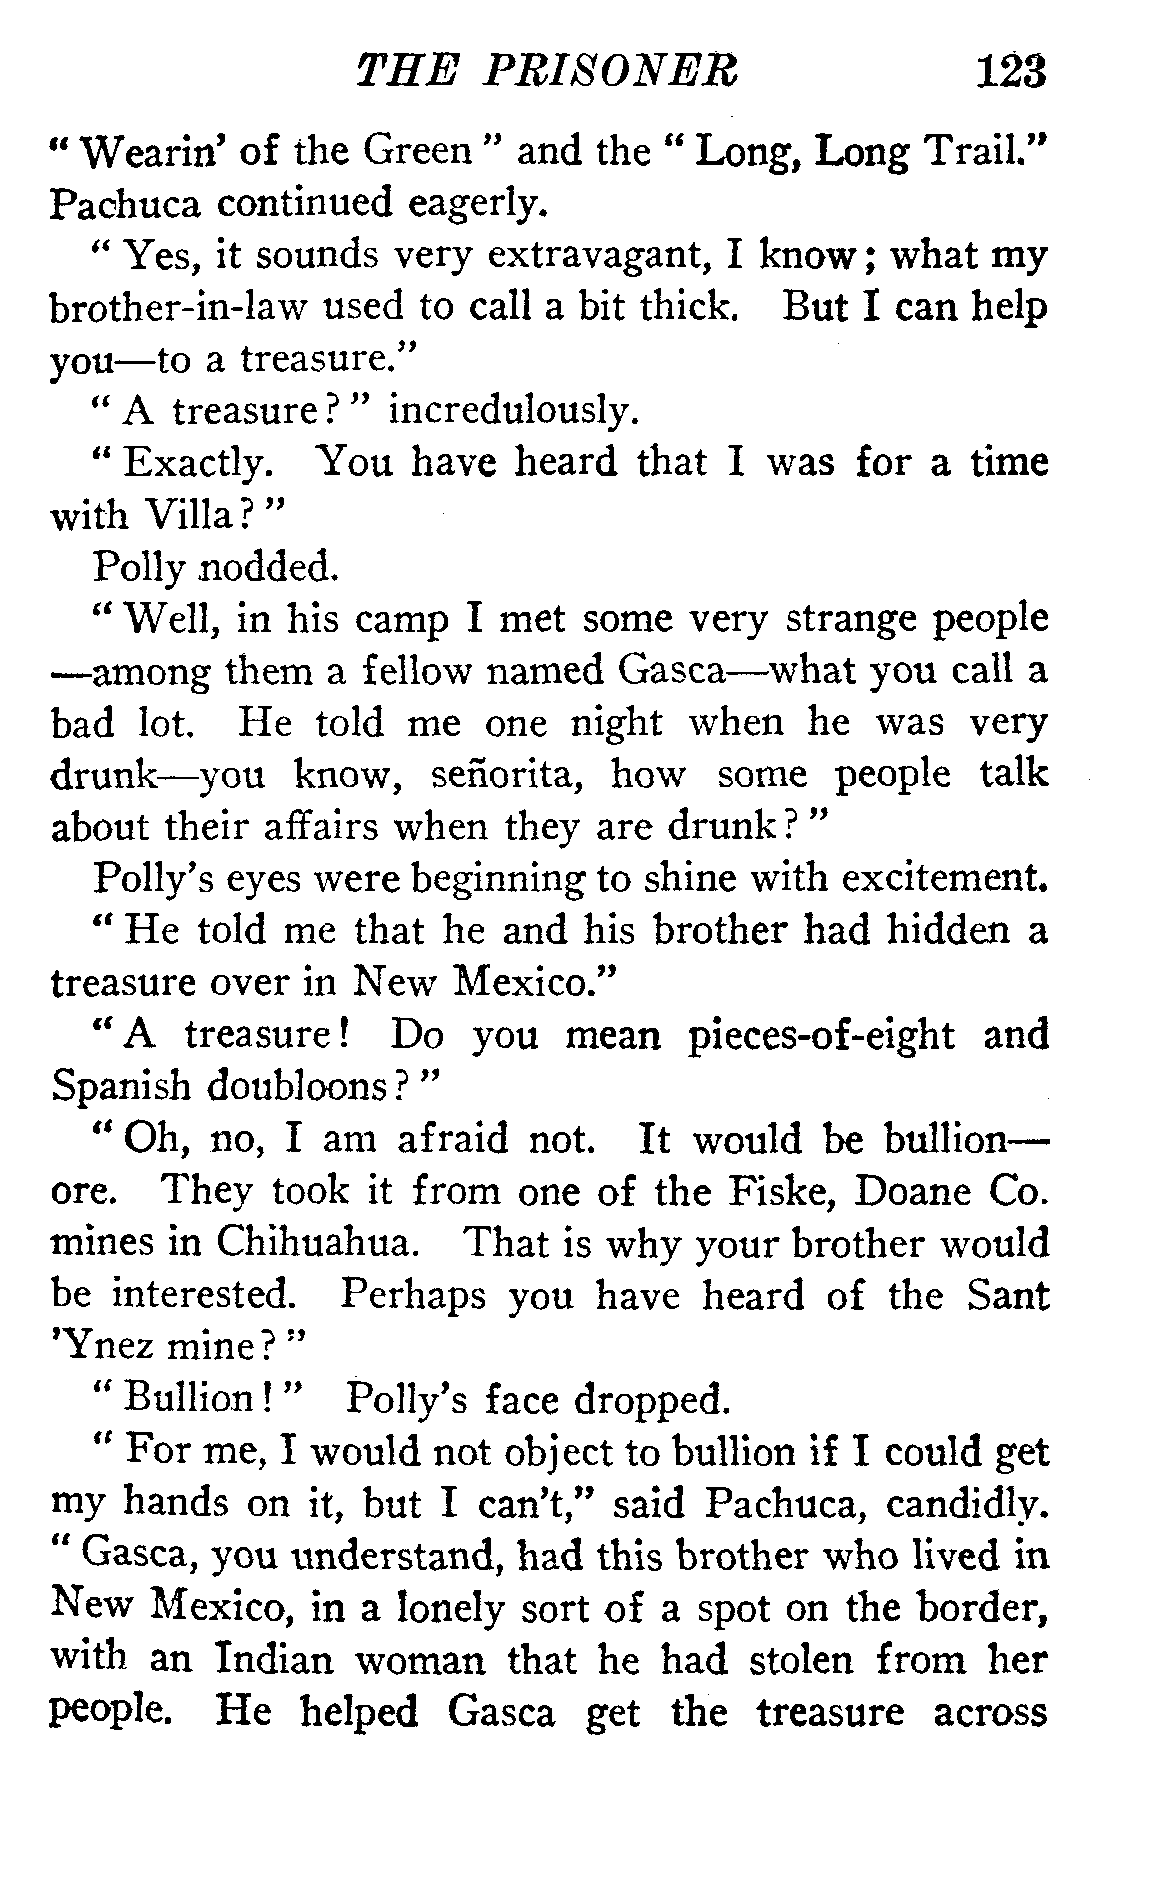 THE PRISONER 123
" Wearin' of the Green " and the " Long, Long Trail."
Pachuca continued eagerly.
" Yes, it sounds very extravagant, I know; what my
brother-in-law used to call a bit thick. But I can help
you—to a treasure."
" A treasure? " incredulously.
" Exactly. You have heard that I was for a time
with Villa? "
Polly nodded.
" Well, in his camp I met some very strange people
—among them a fellow named Gasca—what you call a
bad lot. He told me one night when he was very
drunk—you know, señorita, how some people talk
about their affairs when they are drunk? "
Polly's eyes were beginning to shine with excitement.
" He told me that he and his brother had hidden a
treasure over in New Mexico."
" A treasure! Do you mean pieces-of-eight and
Spanish doubloons? "
" Oh, no, I am afraid not. It would be bullion—
ore. They took it from one of the Fiske, Doane Co.
mines in Chihuahua. That is why your brother would
be interested. Perhaps you have heard of the Sant
'Ynez mine? "
" Bullion! " Polly's face dropped.
" For me, I would not object to bullion if I could get
my hands on it, but I can't," said Pachuca, candidly.
" Gasca, you understand, had this brother who lived in
New Mexico, in a lonely sort of a spot on the border,
with an Indian woman that he had stolen from her
people. He helped Gasca get the treasure across